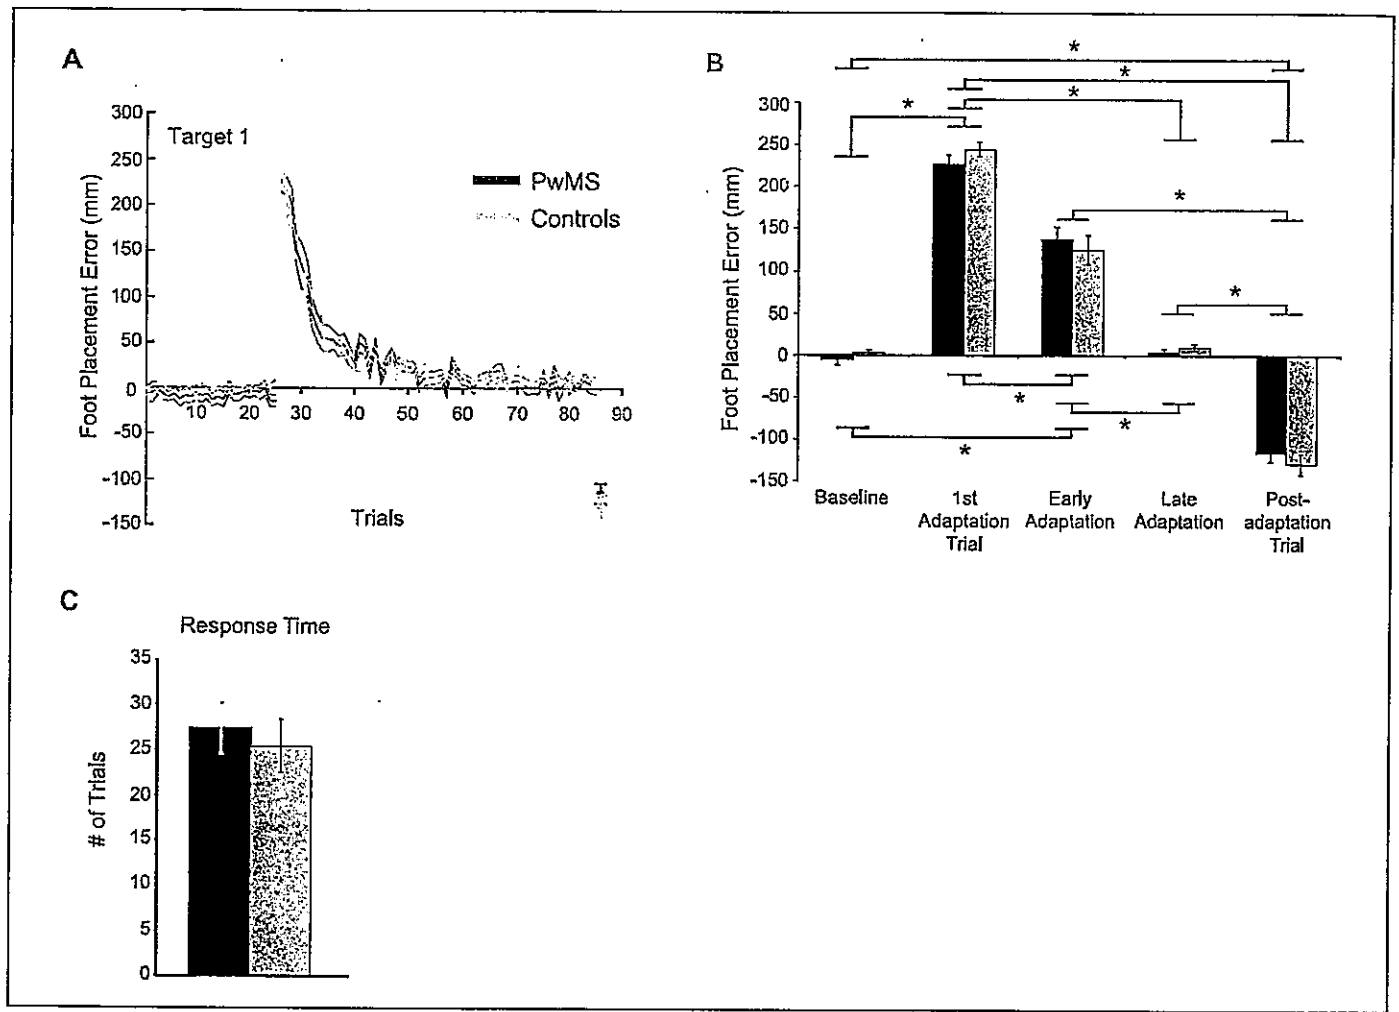 A
300
250
200
150
100
50
0
-50
-100
-150
Foot Placement Error (mm)
Target 1
PwMS
Controls
10 20 30 40 50 60 70 80 90
Trials
B
300
250
200
150
100
50
0
-50
-100
-150
Foot Placement Error (mm)
* * * * * * * * *
Baseline
1st Adaptation Trial
Early Adaptation
Late Adaptation
Post-adaptation Trial
C
Response Time
35
30
25
20
15
10
5
0
# of Trials